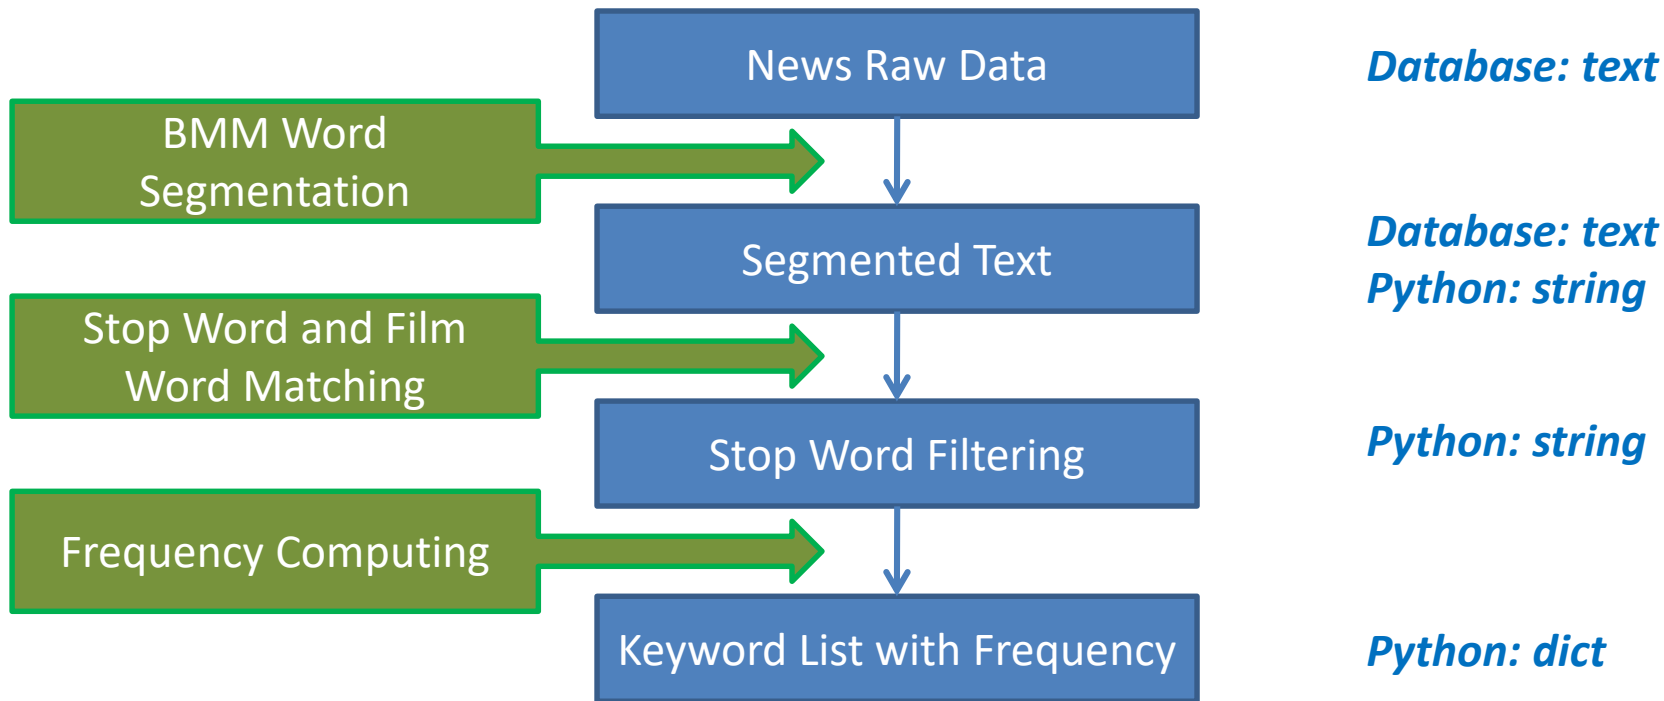 News Raw Data
Database: text
BMM Word
Segmentation
Segmented Text
Database: text
Python: string
Stop Word and Film
Word Matching
Stop Word Filtering
Python: string
Frequency Computing
Keyword List with Frequency
Python: dict